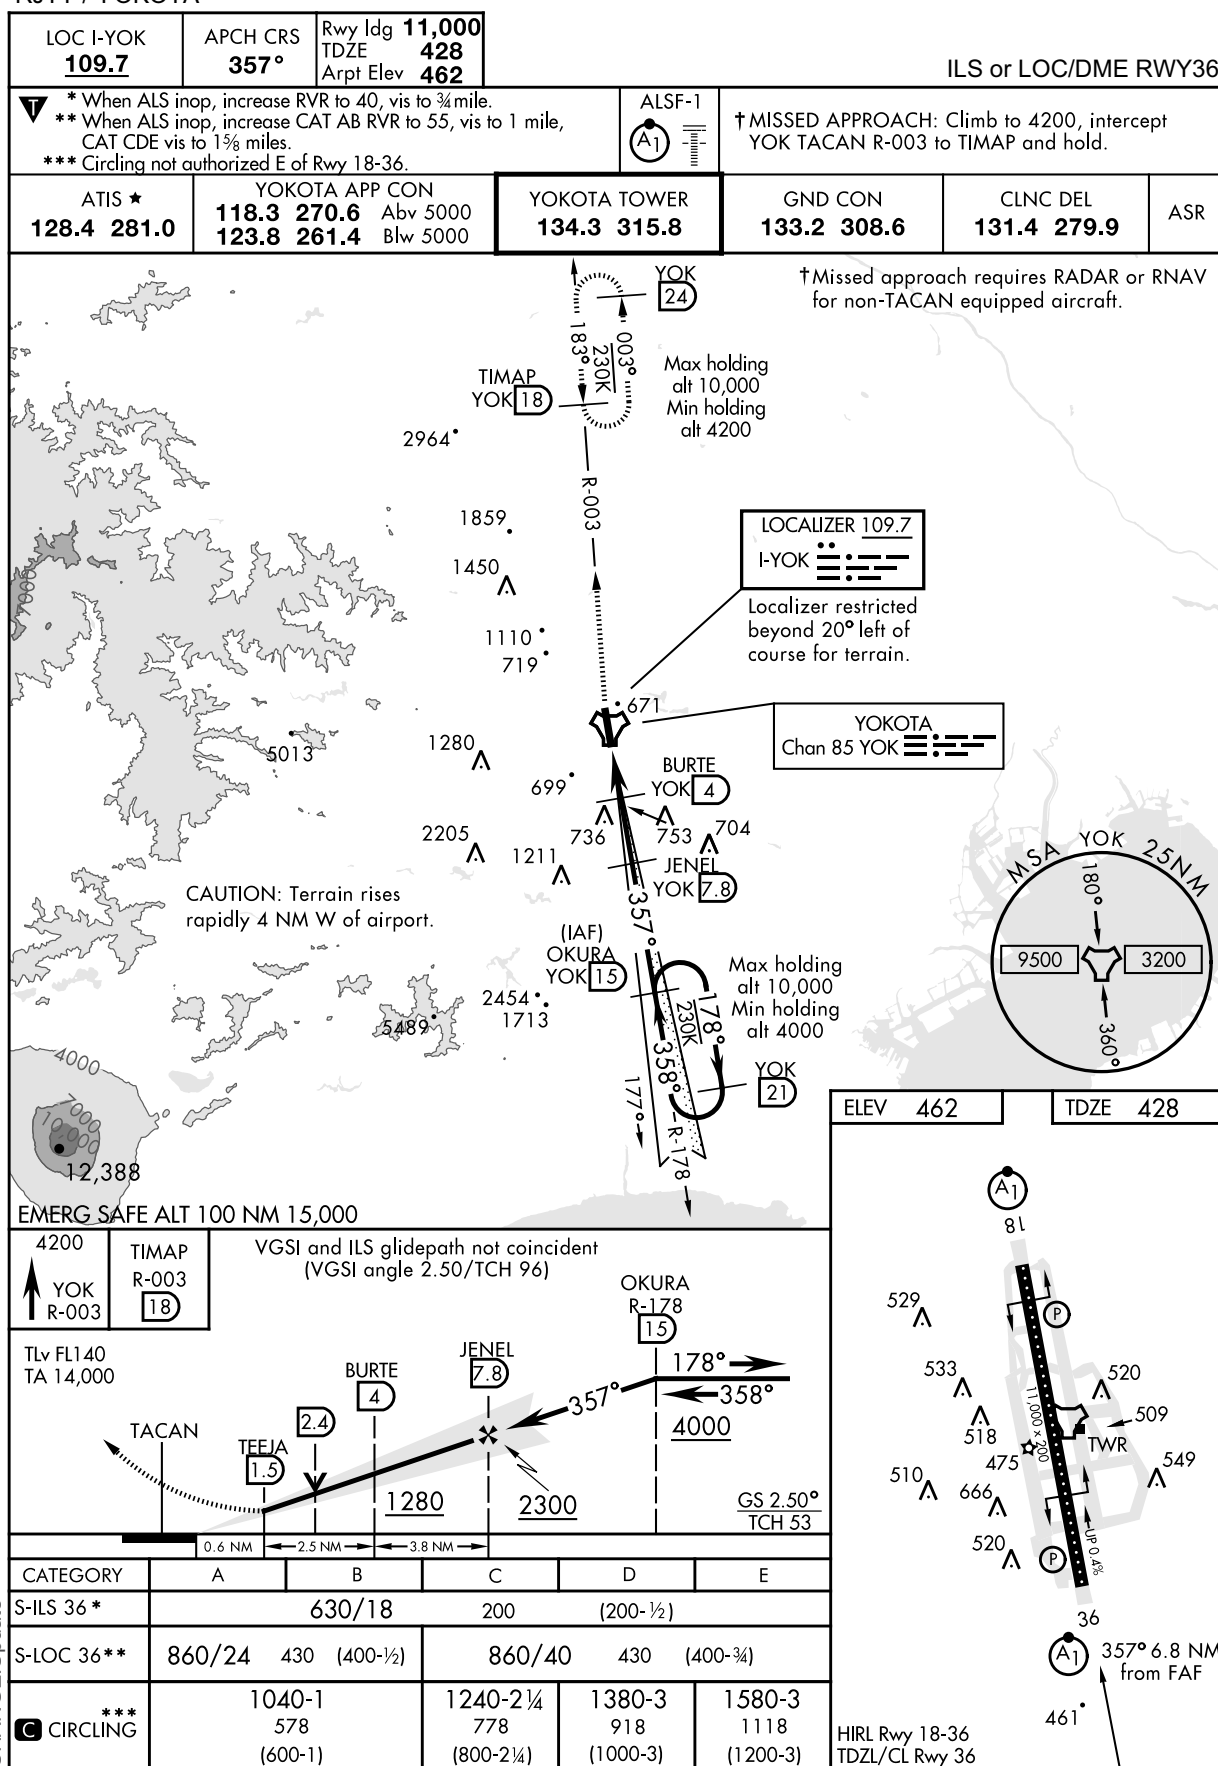 LOC I-YOK
109.7
APCH CRS
357°
Rwy ldg 11,000
TDZE 428
Arpt Elev 462
ILS or LOC/DME RWY36
T
* When ALS inop, increase RVR to 40, vis to ¾ mile.
** When ALS inop, increase CAT AB RVR to 55, vis to 1 mile,
CAT CDE vis to 1⅝ miles.
*** Circling not authorized E of Rwy 18-36.
ALSF-1
A1
† MISSED APPROACH: Climb to 4200, intercept
YOK TACAN R-003 to TIMAP and hold.
ATIS ★
128.4 281.0
YOKOTA APP CON
118.3 270.6 Abv 5000
123.8 261.4 Blw 5000
YOKOTA TOWER
134.3 315.8
GND CON
133.2 308.6
CLNC DEL
131.4 279.9
ASR
†Missed approach requires RADAR or RNAV
for non-TACAN equipped aircraft.
YOK
24
183°
003°
230K
TIMAP
YOK 18
Max holding
alt 10,000
Min holding
alt 4200
2964
R-003
1859
1450
1110
719
LOCALIZER 109.7
I-YOK
Localizer restricted
beyond 20° left of
course for terrain.
7000
671
YOKOTA
Chan 85 YOK
5013
1280
699
BURTE
YOK 4
736
753
704
2205
1211
JENEL
YOK 7.8
CAUTION: Terrain rises
rapidly 4 NM W of airport.
357°
(IAF)
OKURA
YOK 15
Max holding
alt 10,000
Min holding
alt 4000
178°
230K
358°
2454
1713
5489
YOK
21
177°
R-178
MSA YOK 25NM
180°
9500
3200
360°
4000
7000
10000
12,388
EMERG SAFE ALT 100 NM 15,000
ELEV 462
TDZE 428
4200
YOK
R-003
TIMAP
R-003
18
VGSI and ILS glidepath not coincident
(VGSI angle 2.50/TCH 96)
TLv FL140
TA 14,000
OKURA
R-178
15
178°
358°
4000
JENEL
7.8
357°
BURTE
4
2.4
TACAN
TEEJA
1.5
1280
2300
GS 2.50°
TCH 53
0.6 NM
2.5 NM
3.8 NM
CATEGORY A B C D E
S-ILS 36 * 630/18 200 (200-½)
S-LOC 36** 860/24 430 (400-½) 860/40 430 (400-¾)
C CIRCLING ***
1040-1 1240-2¼ 1380-3 1580-3
578 778 918 1118
(600-1) (800-2¼) (1000-3) (1200-3)
A1
18
529
P
533
520
11,000 x 200
509
518
TWR
475
510
549
666
UP 0.4%
520
P
36
A1
357° 6.8 NM
from FAF
461
HIRL Rwy 18-36
TDZL/CL Rwy 36